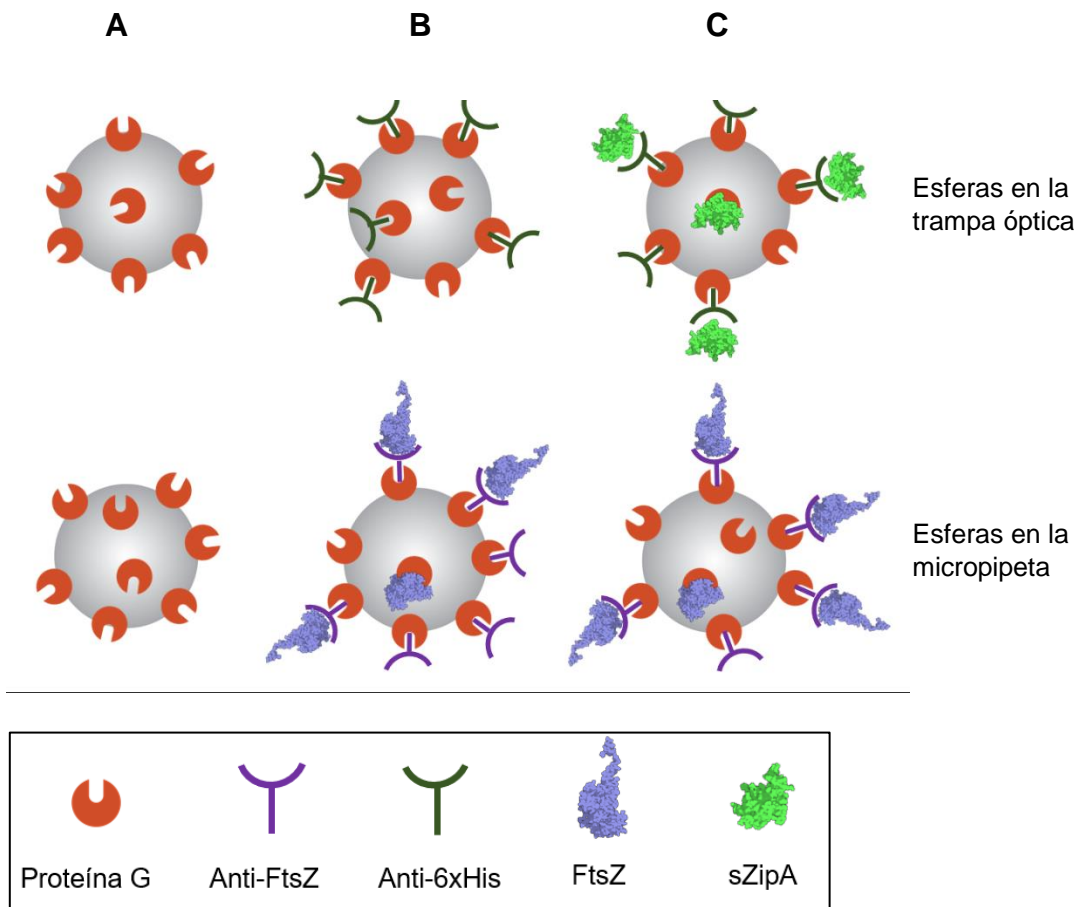 A
B
C
Esferas en la
trampa óptica
Esferas en la
micropipeta
Proteína G
Anti-FtsZ
Anti-6xHis
FtsZ
sZipA